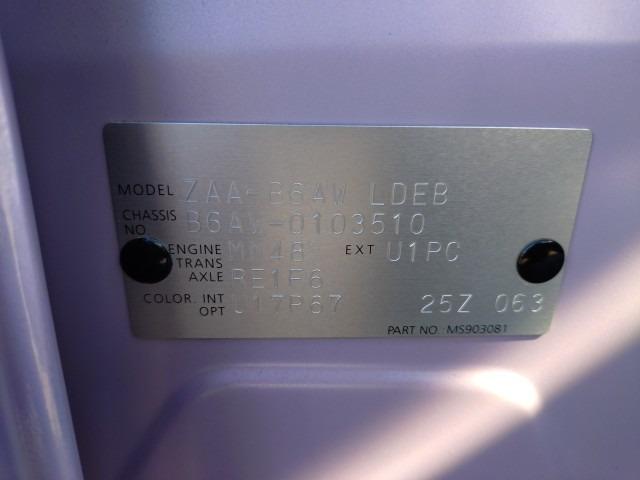 MODEL ZAA-B6AW LDEB
CHASSIS NO. B6AW-0103510
ENGINE MM48 EXT U1PC
TRANS AXLE RE1F6
COLOR. INT U17P67 25Z 063
OPT
PART NO. MS903081